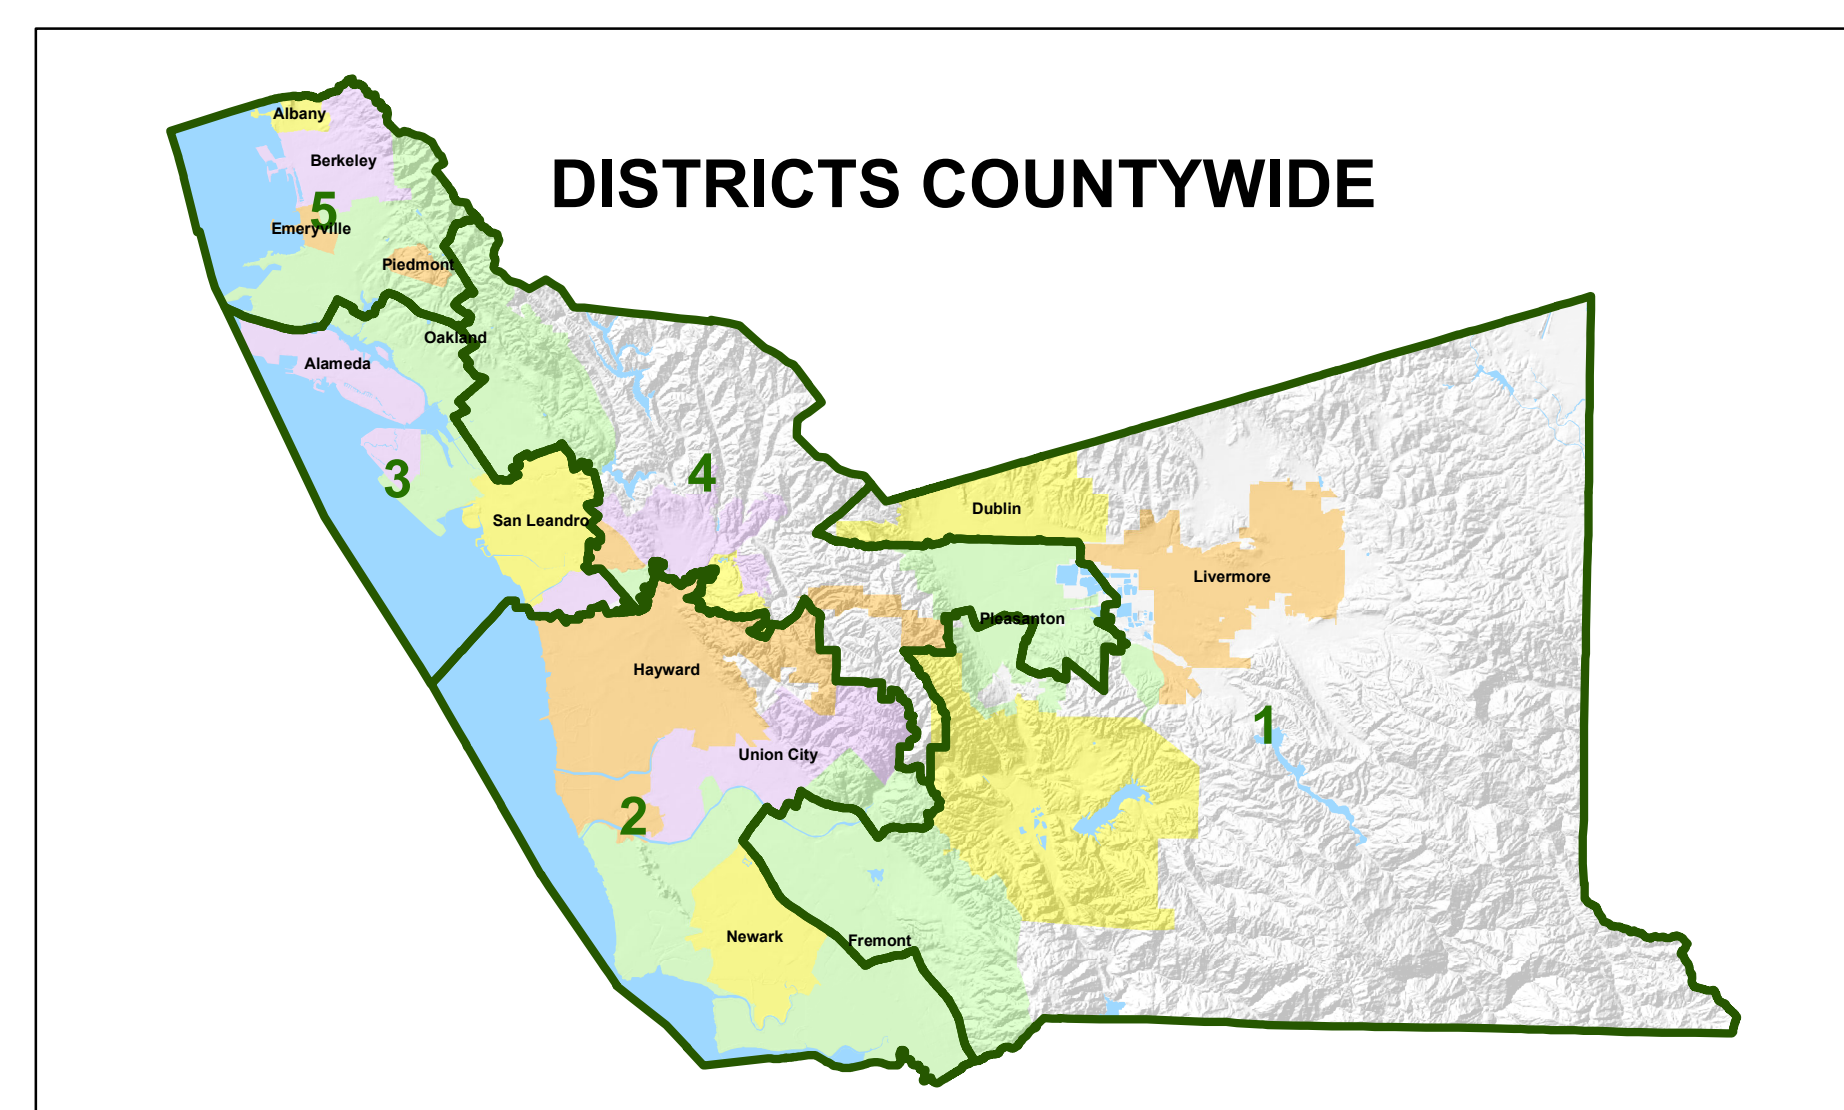 DISTRICTS COUNTYWIDE
Albany
Berkeley
5
Emeryville
Piedmont
Oakland
Alameda
3
4
San Leandro
Dublin
Livermore
Pleasanton
Hayward
1
Union City
2
Newark
Fremont